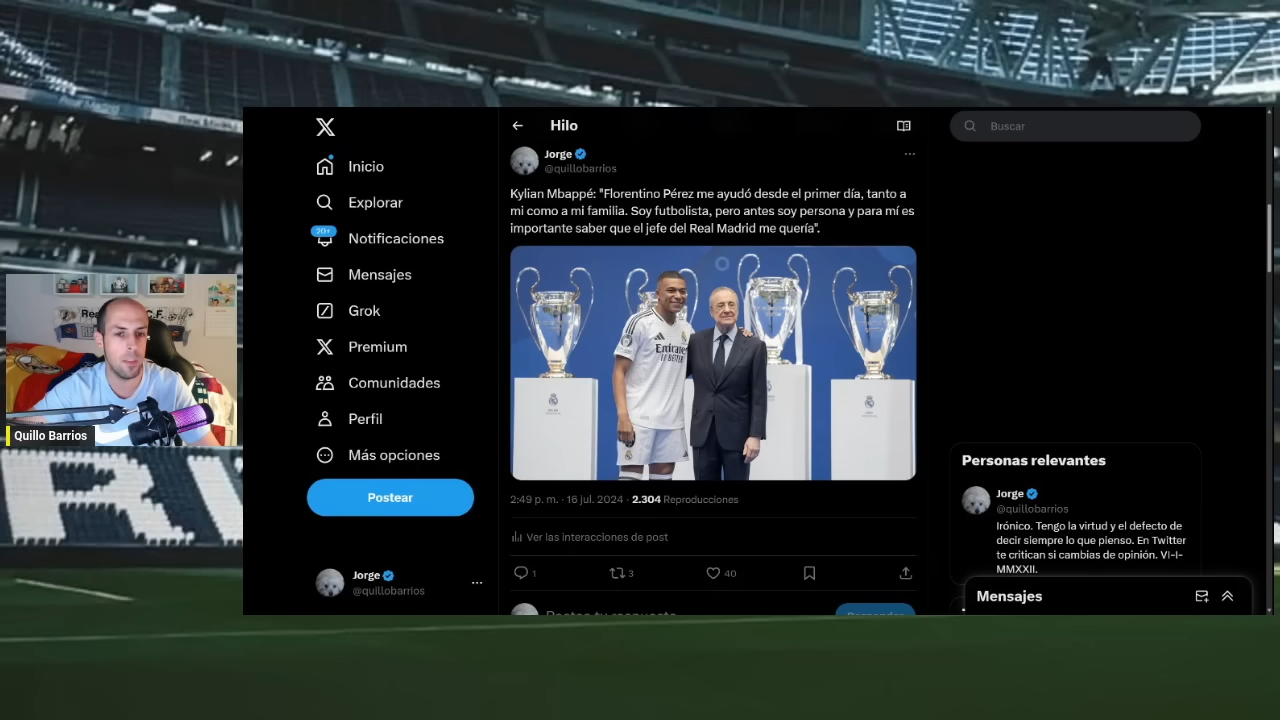 Hilo
Buscar
Jorge
@quillobarrios
Kylian Mbappé: "Florentino Pérez me ayudó desde el primer día, tanto a
mi como a mi familia. Soy futbolista, pero antes soy persona y para mí es
importante saber que el jefe del Real Madrid me quería".
Inicio
Explorar
20+
Notificaciones
Mensajes
Grok
Premium
Comunidades
Perfil
Más opciones
Postear
Jorge
@quillobarrios
Emirates
FLY BETTER
2:49 p. m. · 16 jul. 2024 · 2.304 Reproducciones
Ver las interacciones de post
1
3
40
Postea tu respuesta
Responder
Personas relevantes
Jorge
@quillobarrios
Irónico. Tengo la virtud y el defecto de
decir siempre lo que pienso. En Twitter
te critican si cambias de opinión. VI-I-
MMXXII.
Mensajes
Quillo Barrios
RI